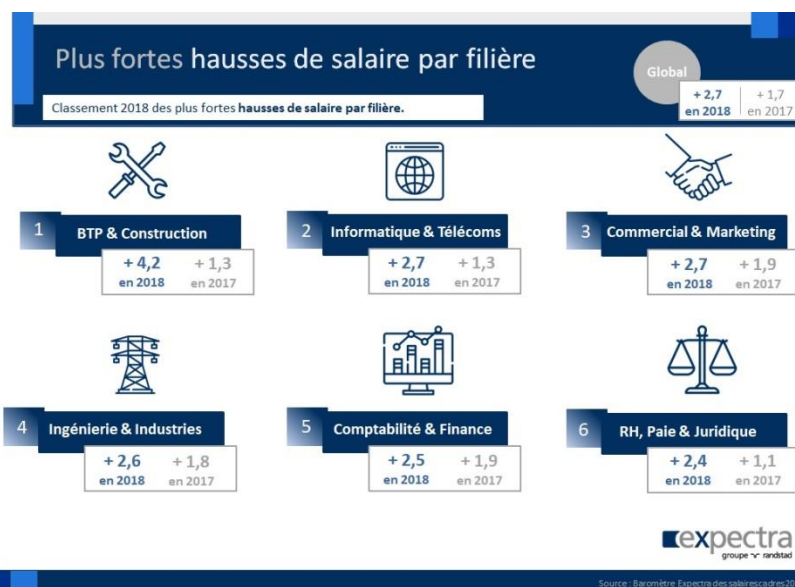 Plus fortes hausses de salaire par filière
Global
Classement 2018 des plus fortes hausses de salaire par filière.
+ 2,7
en 2018
+ 1,7
en 2017
1
BTP & Construction
+ 4,2
en 2018
+ 1,3
en 2017
2
Informatique & Télécoms
+ 2,7
en 2018
+ 1,3
en 2017
3
Commercial & Marketing
+ 2,7
en 2018
+ 1,9
en 2017
4
Ingénierie & Industries
+ 2,6
en 2018
+ 1,8
en 2017
5
Comptabilité & Finance
+ 2,5
en 2018
+ 1,9
en 2017
6
RH, Paie & Juridique
+ 2,4
en 2018
+ 1,1
en 2017
expectra
groupe randstad
Source : Baromètre Expectra des salaires cadres 20